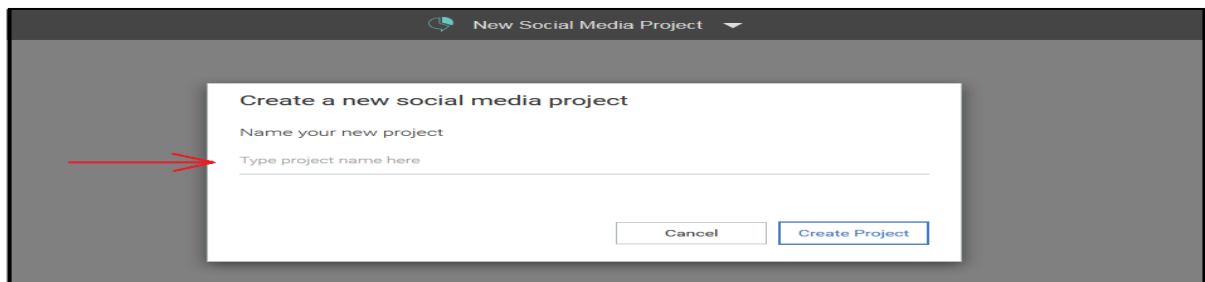 New Social Media Project
Create a new social media project
Name your new project
Type project name here
Cancel
Create Project